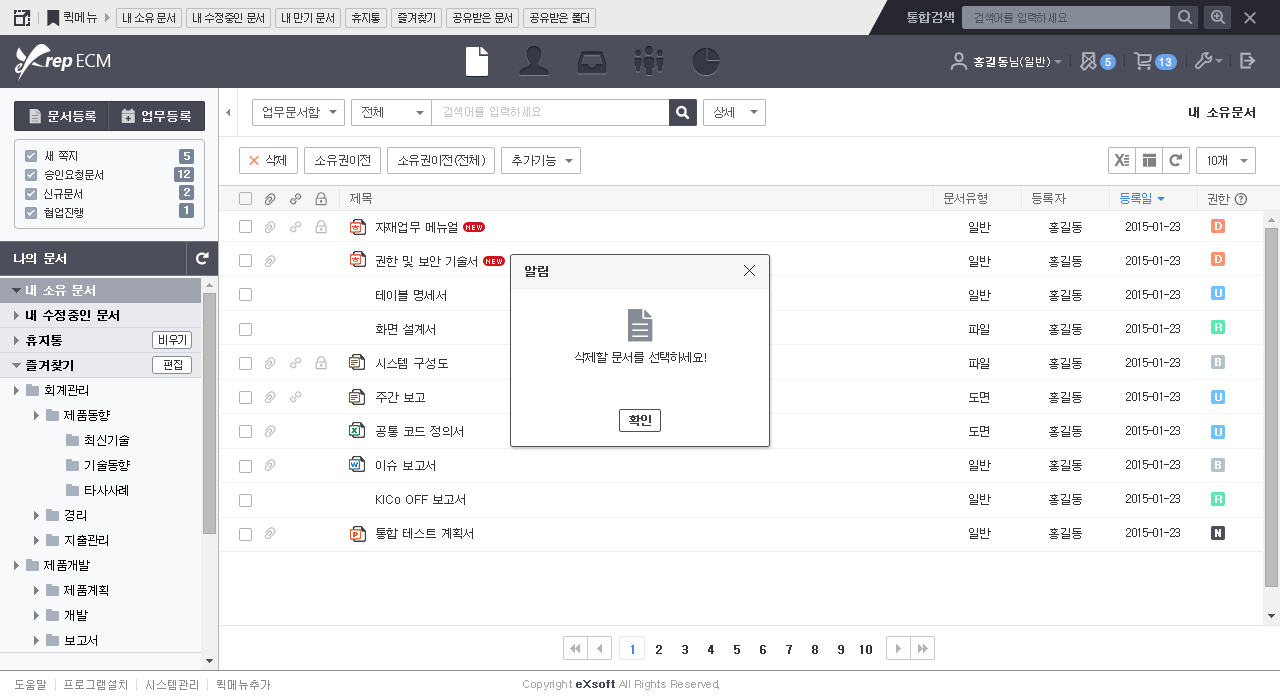 퀵메뉴 내 소유 문서 내 수정중인 문서 내 만기 문서 휴지통 즐겨찾기 공유받은 문서 공유받은 폴더 통합검색 검색어를 입력하세요
Xrep ECM 홍길동님(일반) 5 13
문서등록 업무등록
업무문서함 전체 검색어를 입력하세요 상세 내 소유문서
새 쪽지 5
승인요청문서 12
신규문서 2
협업진행 1
삭제 소유권이전 소유권이전(전체) 추가기능 10개
나의 문서
내 소유 문서
내 수정중인 문서
휴지통 비우기
즐겨찾기 편집
회계관리
제품동향
최신기술
기술동향
타사사례
경리
지출관리
제품개발
제품계획
개발
보고서
제목 문서유형 등록자 등록일 권한
자재업무 메뉴얼 NEW 일반 홍길동 2015-01-23 D
권한 및 보안 기술서 NEW 일반 홍길동 2015-01-23 D
테이블 명세서 일반 홍길동 2015-01-23 U
화면 설계서 파일 홍길동 2015-01-23 R
시스템 구성도 파일 홍길동 2015-01-23 B
주간 보고 도면 홍길동 2015-01-23 U
공통 코드 정의서 도면 홍길동 2015-01-23 U
이슈 보고서 일반 홍길동 2015-01-23 B
KICo OFF 보고서 일반 홍길동 2015-01-23 R
통합 테스트 계획서 일반 홍길동 2015-01-23 N
알림
삭제할 문서를 선택하세요!
확인
1 2 3 4 5 6 7 8 9 10
도움말 프로그램설치 시스템관리 퀵메뉴추가 Copyright eXsoft All Rights Reserved.